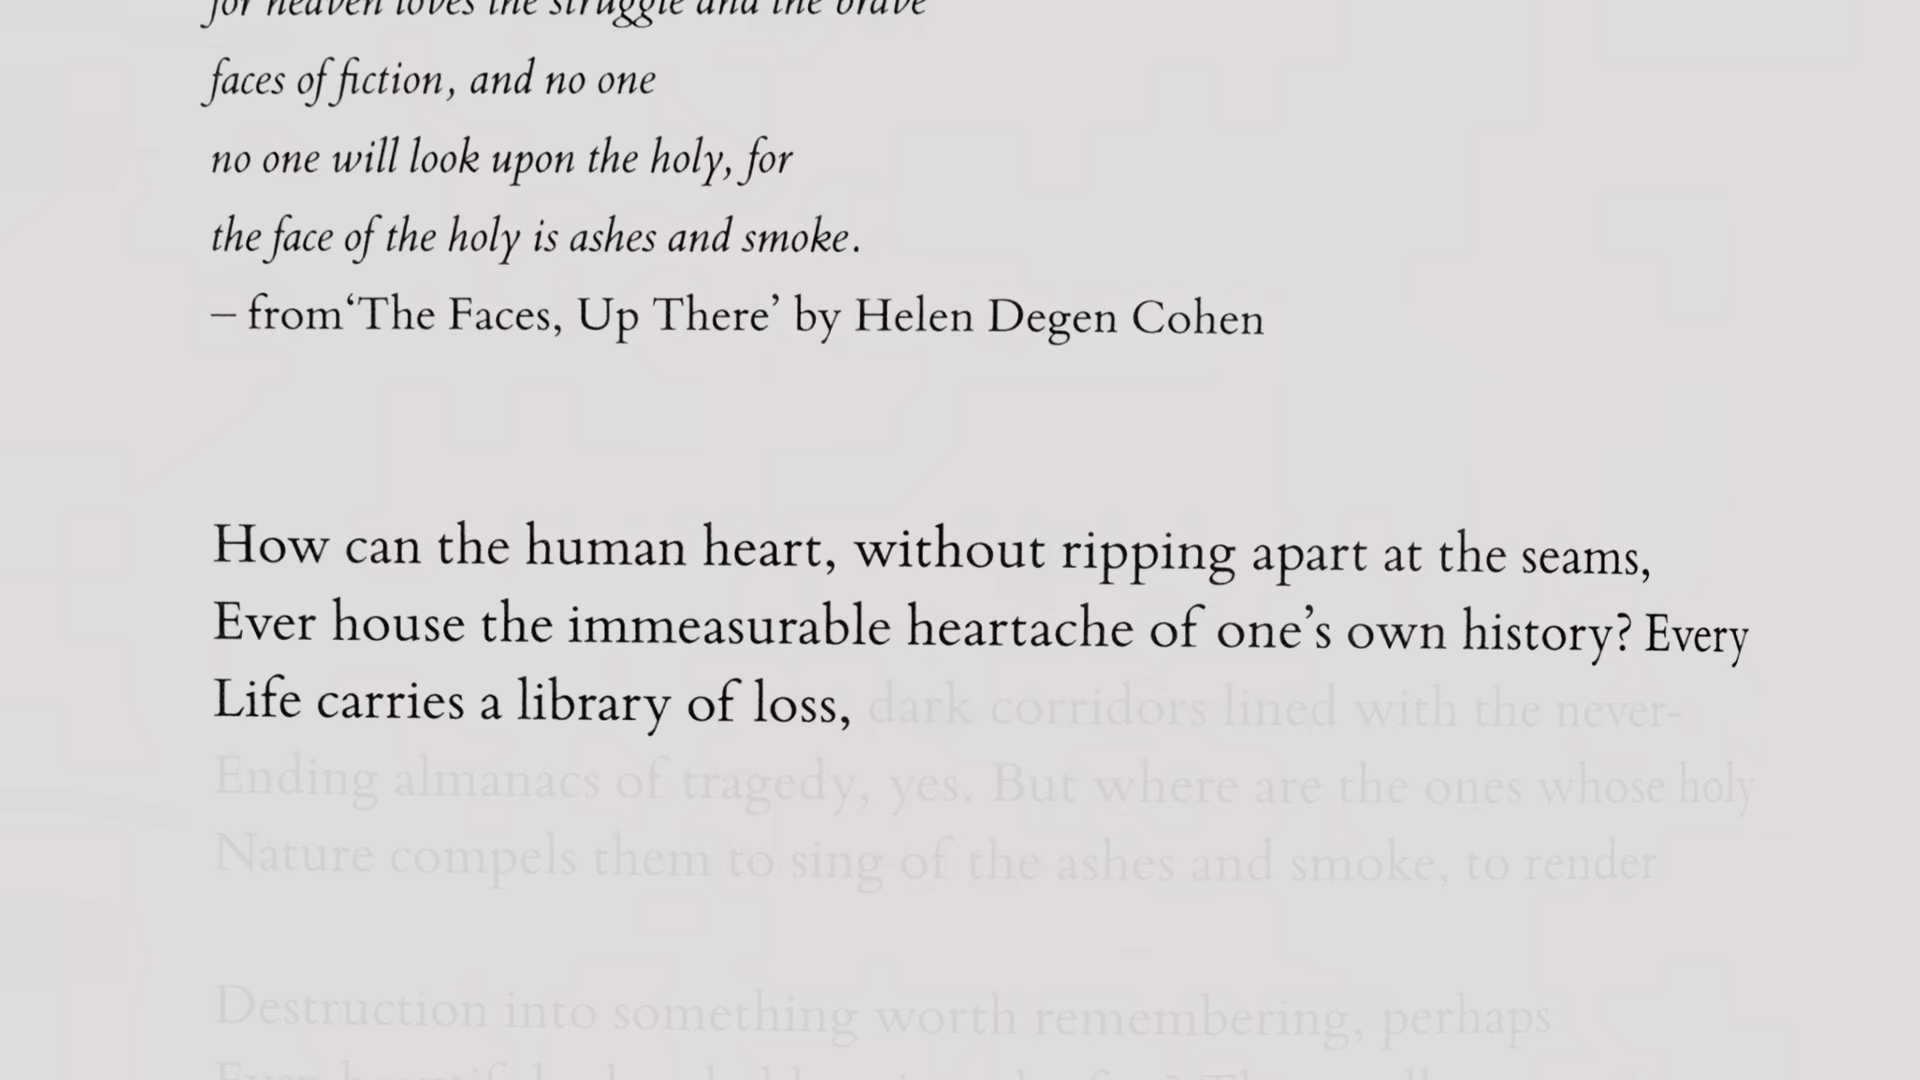 for heaven loves the struggle and the brave
faces of fiction, and no one
no one will look upon the holy, for
the face of the holy is ashes and smoke.
– from ‘The Faces, Up There’ by Helen Degen Cohen
How can the human heart, without ripping apart at the seams,
Ever house the immeasurable heartache of one’s own history? Every
Life carries a library of loss, dark corridors lined with the never-
Ending almanacs of tragedy, yes. But where are the ones whose holy
Nature compels them to sing of the ashes and smoke, to render
Destruction into something worth remembering, perhaps